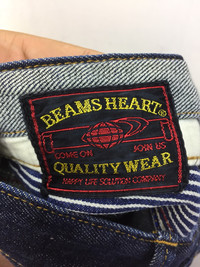 BEAMS HEART®
COME ON JOIN US
QUALITY WEAR
HAPPY LIFE SOLUTION COMPANY